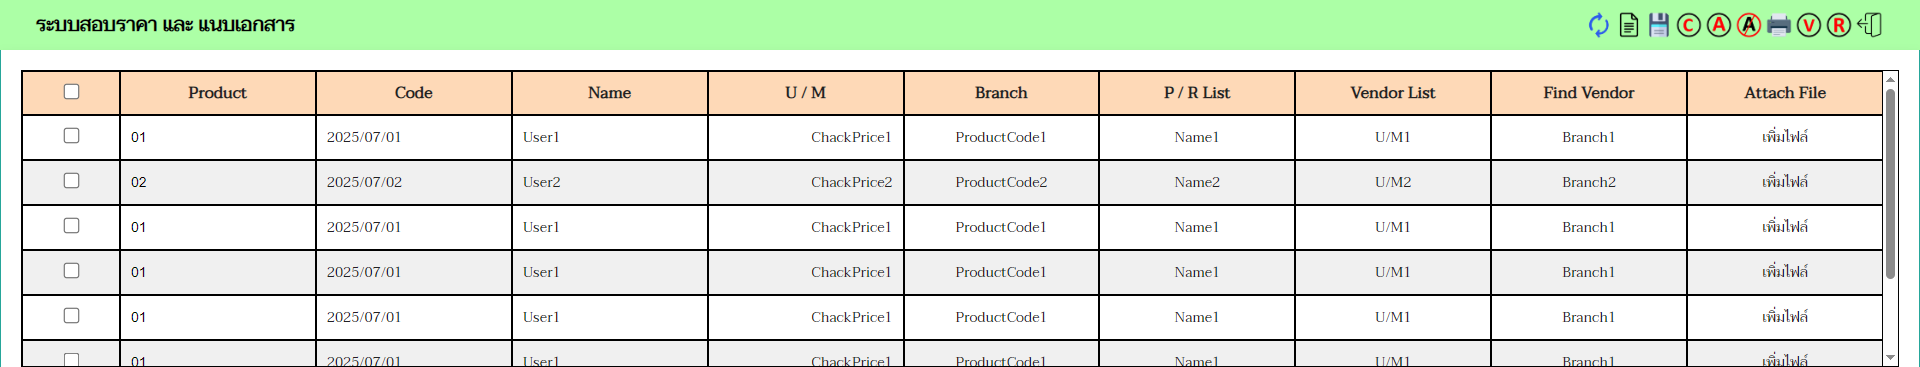 ระบบสอบราคา และ แนบเอกสาร C A A V R
Product Code Name U / M Branch P / R List Vendor List Find Vendor Attach File
01 2025/07/01 User1 ChackPrice1 ProductCode1 Name1 U/M1 Branch1 เพิ่มไฟล์
02 2025/07/02 User2 ChackPrice2 ProductCode2 Name2 U/M2 Branch2 เพิ่มไฟล์
01 2025/07/01 User1 ChackPrice1 ProductCode1 Name1 U/M1 Branch1 เพิ่มไฟล์
01 2025/07/01 User1 ChackPrice1 ProductCode1 Name1 U/M1 Branch1 เพิ่มไฟล์
01 2025/07/01 User1 ChackPrice1 ProductCode1 Name1 U/M1 Branch1 เพิ่มไฟล์
01 2025/07/01 User1 ChackPrice1 ProductCode1 Name1 U/M1 Branch1 เพิ่มไฟล์